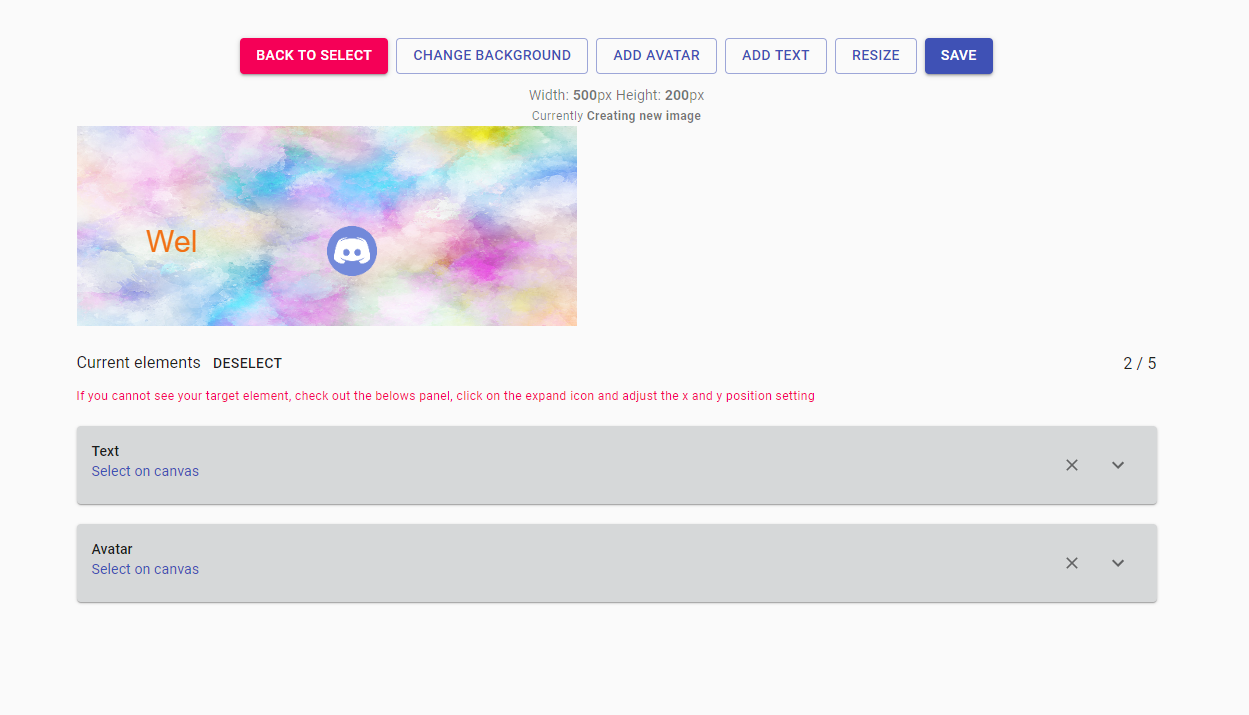 BACK TO SELECT CHANGE BACKGROUND ADD AVATAR ADD TEXT RESIZE SAVE
Width: 500px Height: 200px
Currently Creating new image
Wel
Current elements DESELECT 2 / 5
If you cannot see your target element, check out the belows panel, click on the expand icon and adjust the x and y position setting
Text
Select on canvas
Avatar
Select on canvas